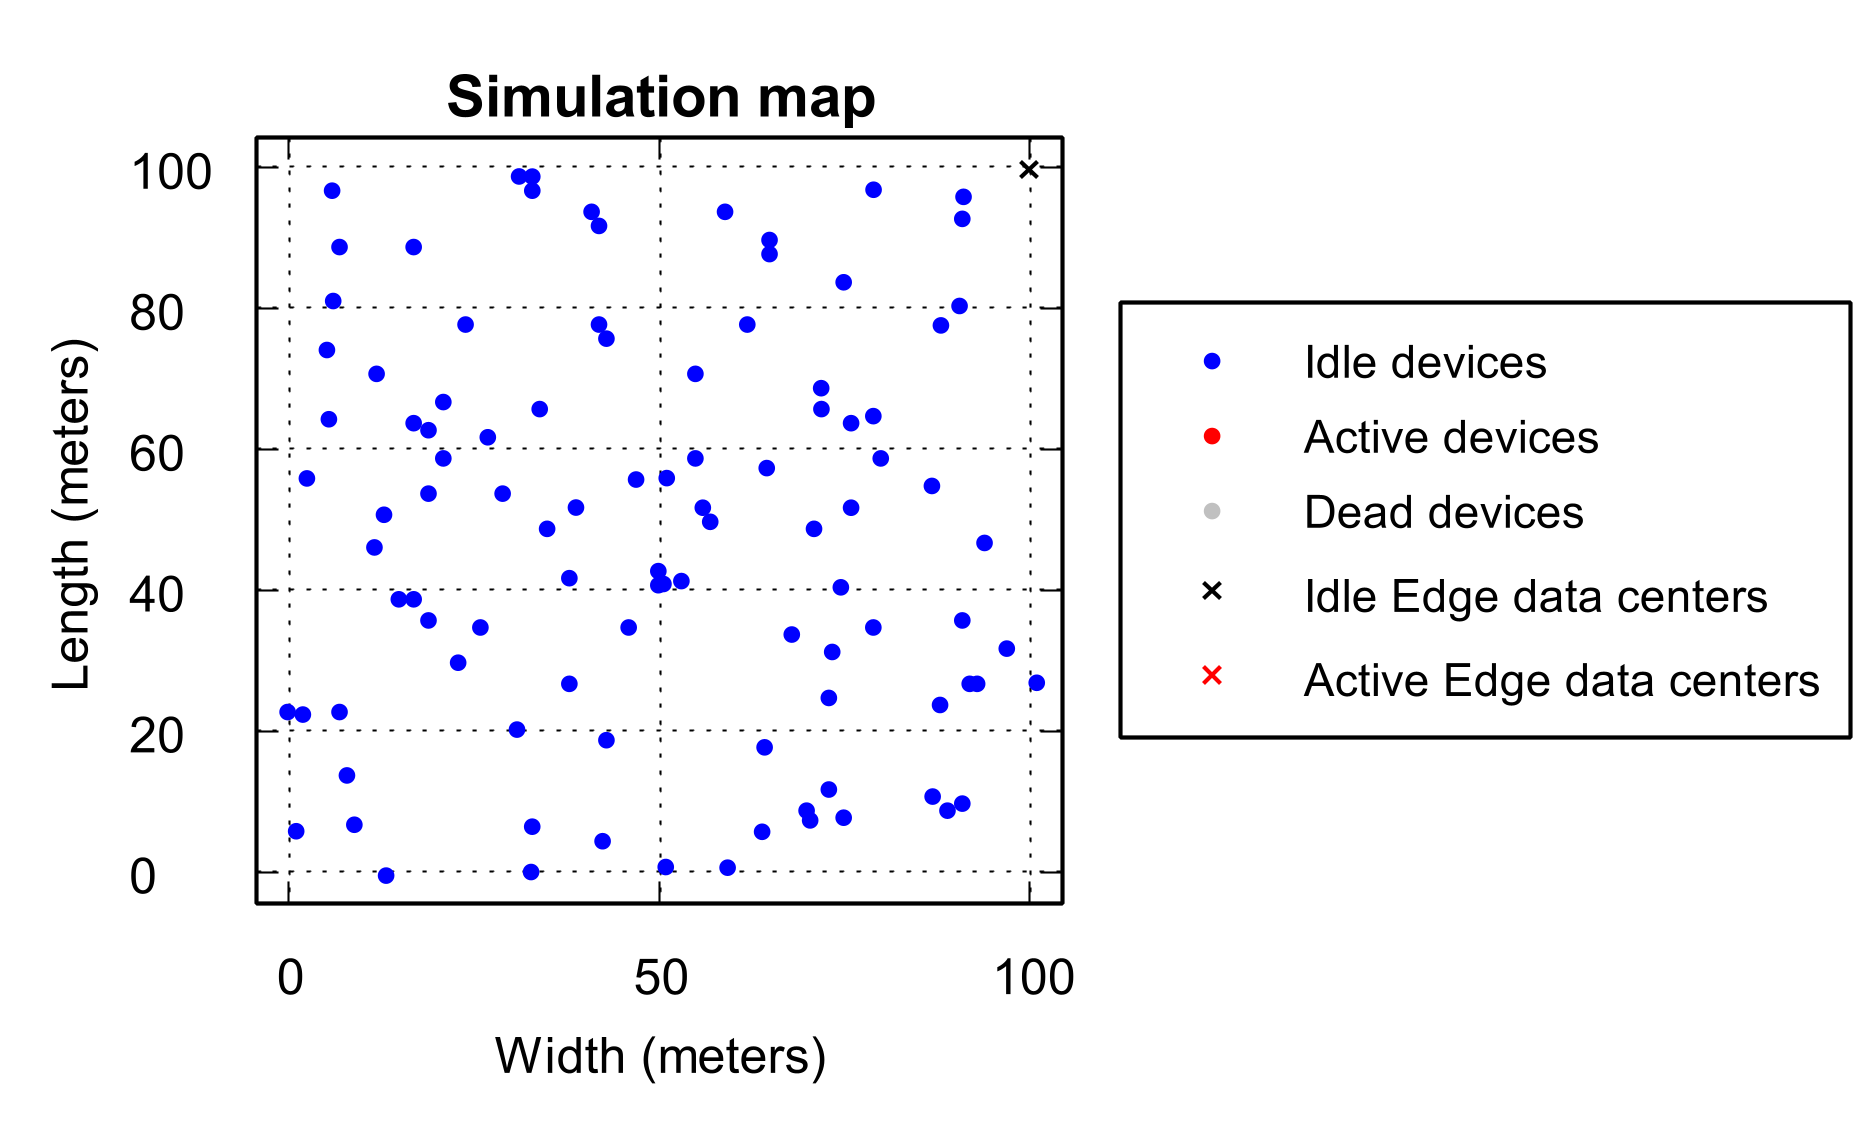 Simulation map
100
80
60
40
20
0
Length (meters)
0 50 100
Width (meters)
Idle devices
Active devices
Dead devices
Idle Edge data centers
Active Edge data centers